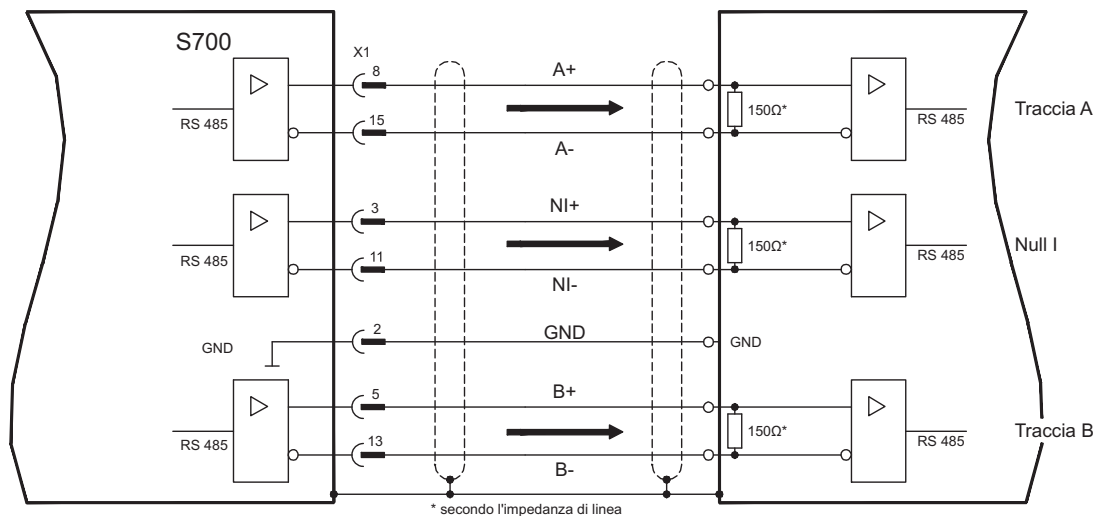 S700
X1
8
A+
150Ω*
RS 485
RS 485
Traccia A
15
A-
3
NI+
150Ω*
RS 485
RS 485
Null I
11
NI-
2
GND
GND
GND
5
B+
150Ω*
RS 485
RS 485
Traccia B
13
B-
* secondo l'impedanza di linea